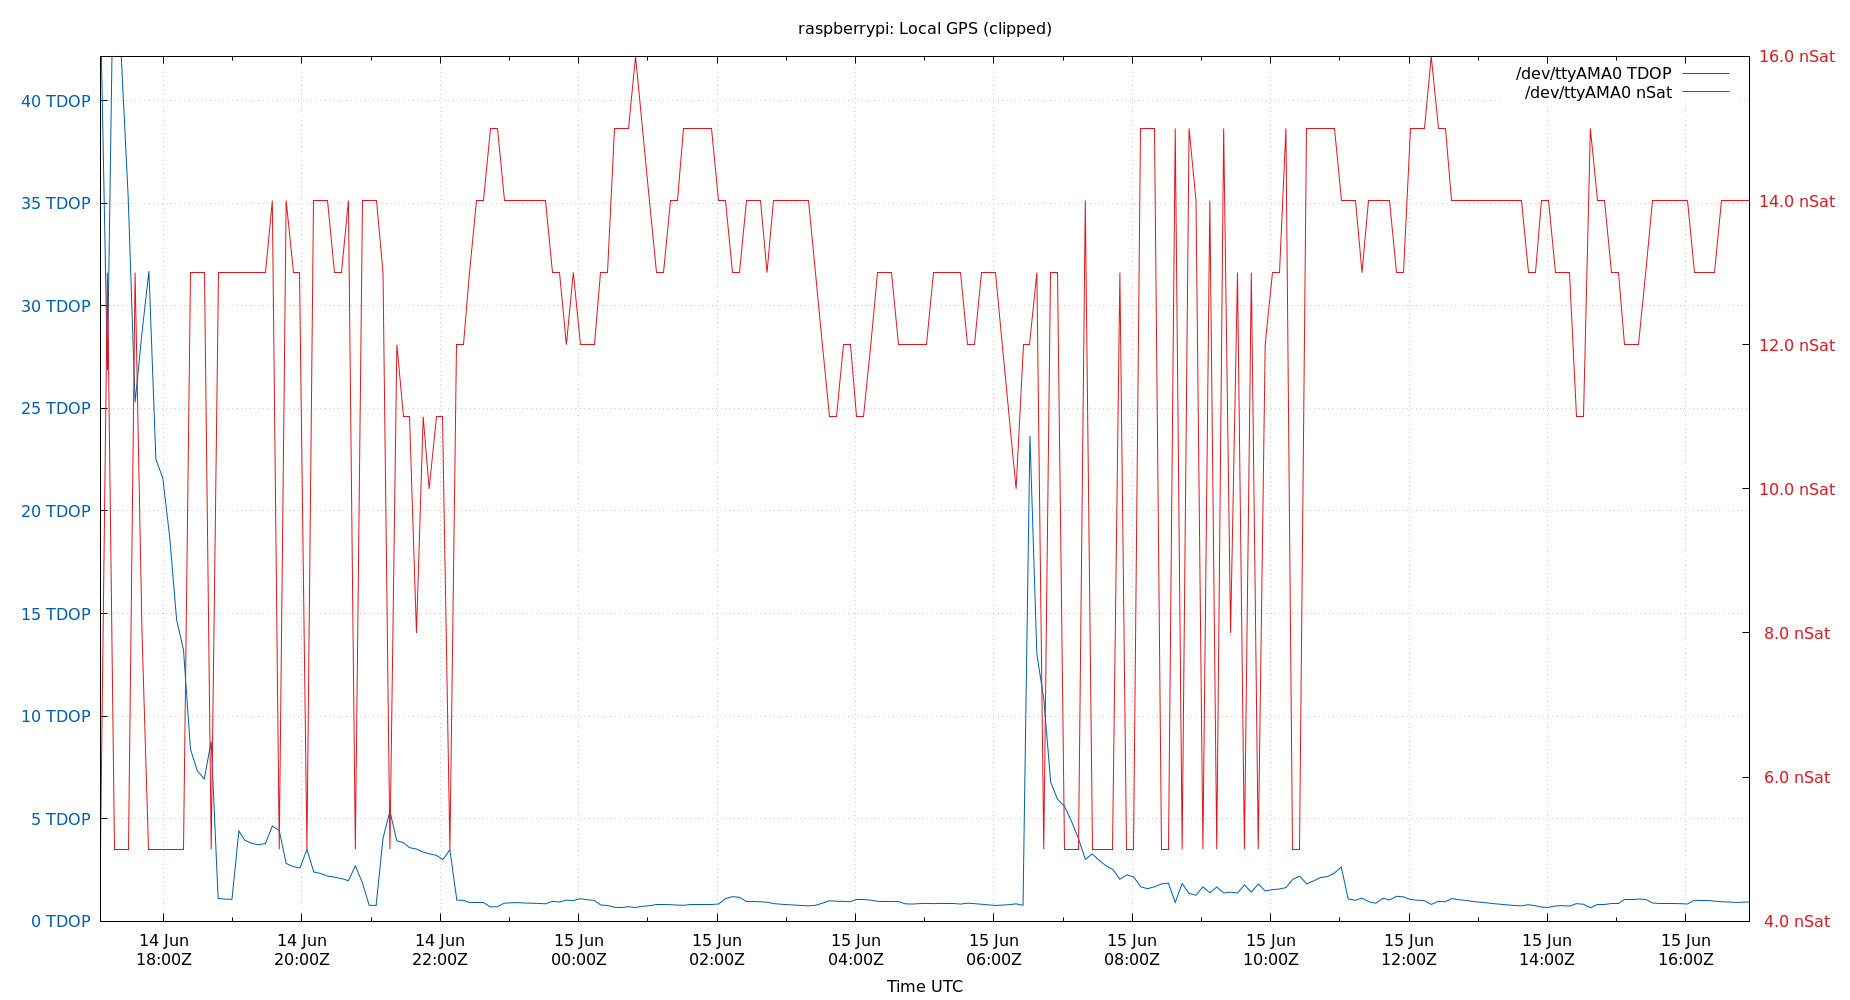 raspberrypi: Local GPS (clipped)
/dev/ttyAMA0 TDOP
/dev/ttyAMA0 nSat
40 TDOP
35 TDOP
30 TDOP
25 TDOP
20 TDOP
15 TDOP
10 TDOP
5 TDOP
0 TDOP
16.0 nSat
14.0 nSat
12.0 nSat
10.0 nSat
8.0 nSat
6.0 nSat
4.0 nSat
14 Jun
18:00Z
14 Jun
20:00Z
14 Jun
22:00Z
15 Jun
00:00Z
15 Jun
02:00Z
15 Jun
04:00Z
15 Jun
06:00Z
15 Jun
08:00Z
15 Jun
10:00Z
15 Jun
12:00Z
15 Jun
14:00Z
15 Jun
16:00Z
Time UTC